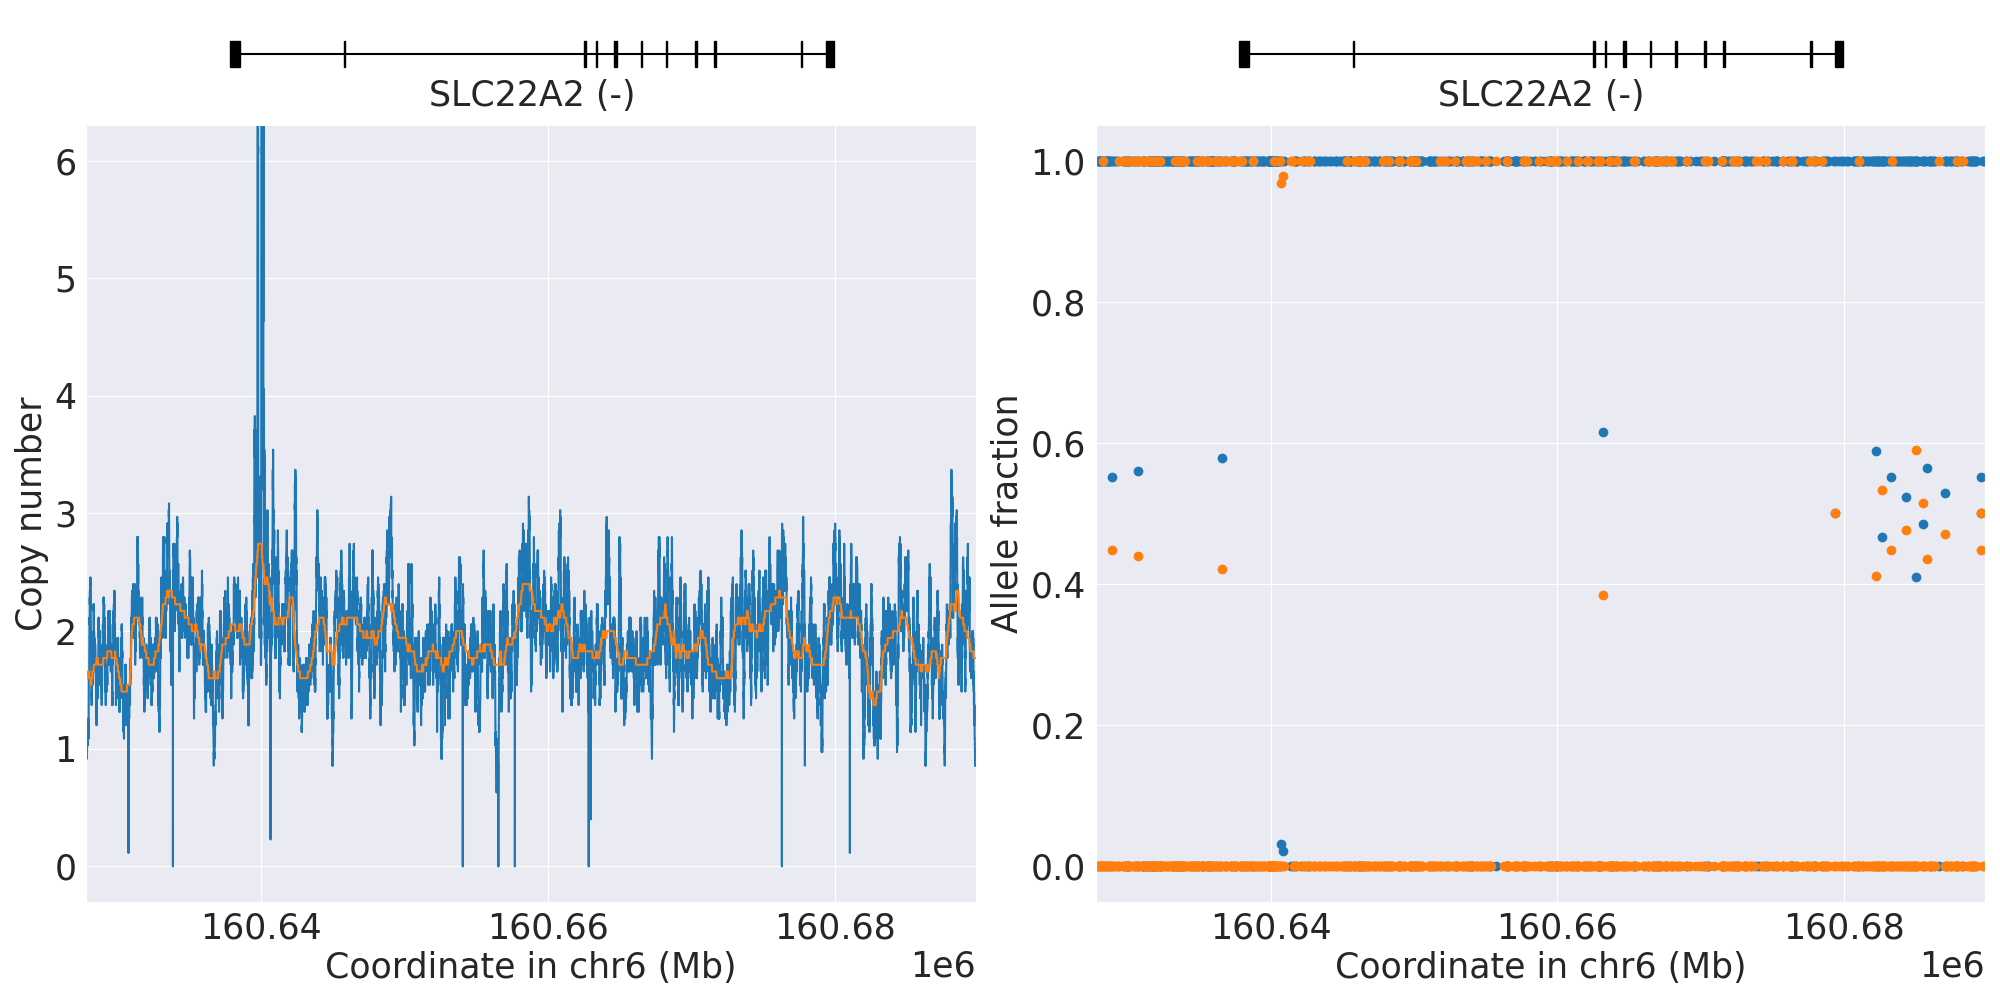 SLC22A2 (-)
6
5
4
3
2
1
0
Copy number
160.64
160.66
160.68
Coordinate in chr6 (Mb)
1e6
SLC22A2 (-)
1.0
0.8
0.6
0.4
0.2
0.0
Allele fraction
160.64
160.66
160.68
Coordinate in chr6 (Mb)
1e6